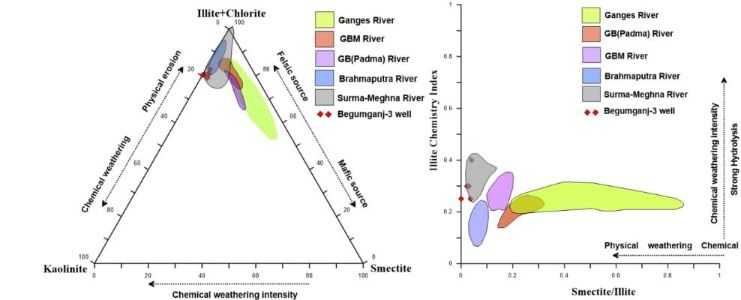 Illite+Chlorite
0 100
Ganges River
GBM River
GB(Padma) River
Brahmaputra River
Surma-Meghna River
Begumganj-3 well
Physical erosion
Chemical weathering
Felsic source
Mafic source
20
40
60
80
100
80
60
40
20
0
Kaolinite
Smectite
0
20
40
60
80
100
Chemical weathering intensity
Ganges River
GB(Padma) River
GBM River
Brahmaputra River
Surma-Meghna River
Begumganj-3 well
Illite Chemistry Index
1
0.8
0.6
0.4
0.2
0
0
0.2
0.4
0.6
0.8
1
Smectite/Illite
Physical weathering Chemical
Chemical weathering intensity
Strong Hydrolysis